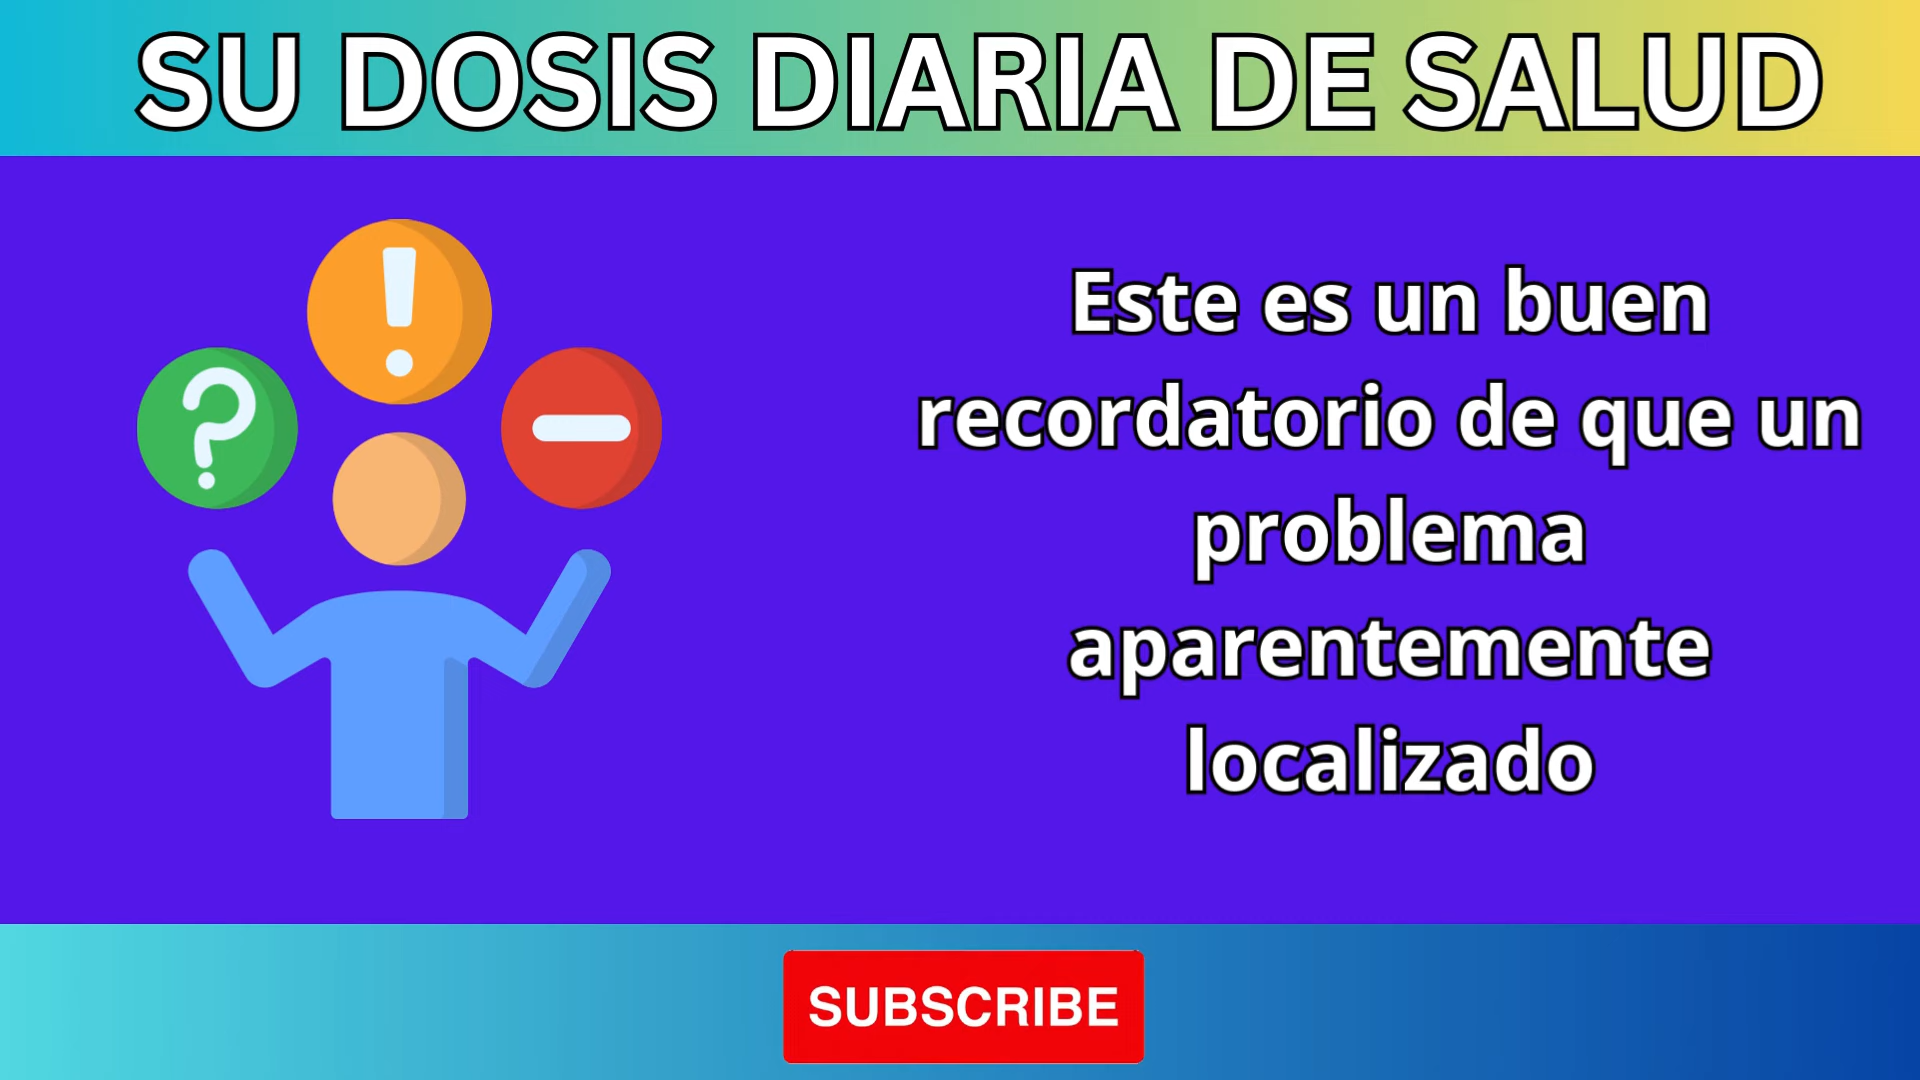 SU DOSIS DIARIA DE SALUD
Este es un buen
recordatorio de que un
problema
aparentemente
localizado
SUBSCRIBE